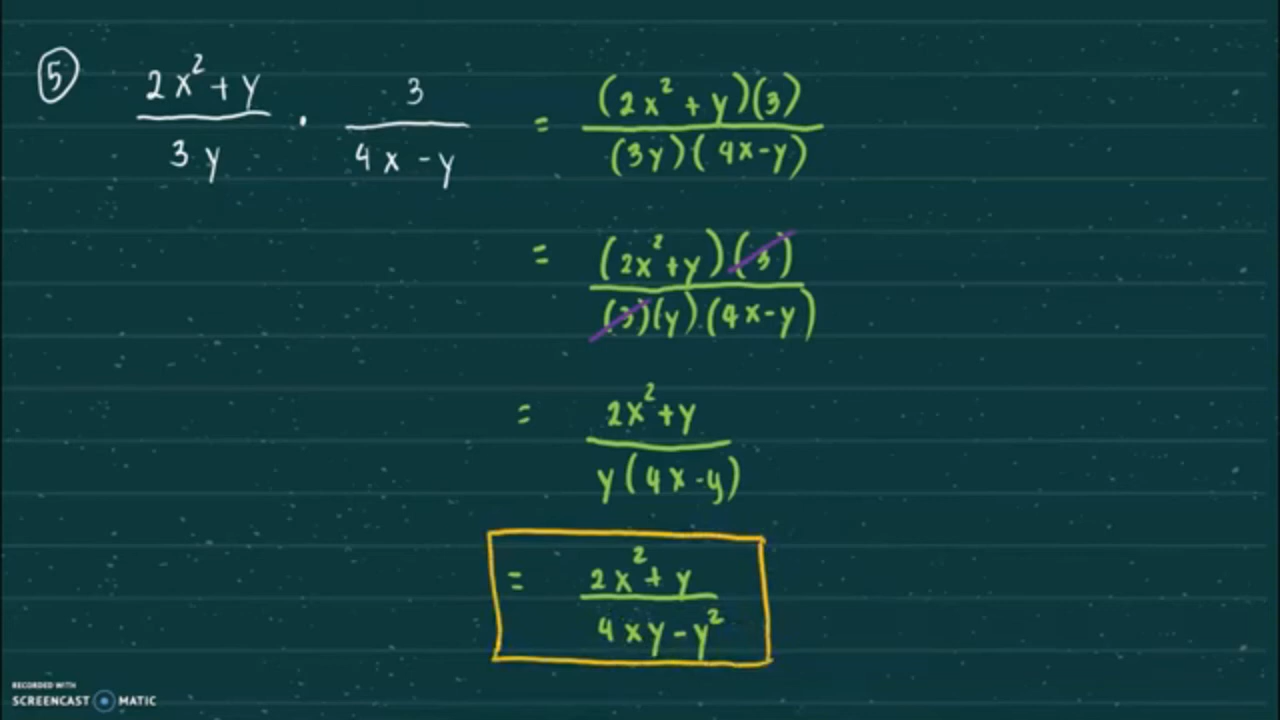 ⑤ (2x² + y)/(3y) · 3/(4x - y) = ((2x² + y)(3))/((3y)(4x - y))
= ((2x² + y)(3))/((3)(y)(4x - y))
= (2x² + y)/(y(4x - y))
= (2x² + y)/(4xy - y²)
RECORDED WITH
SCREENCAST MATIC